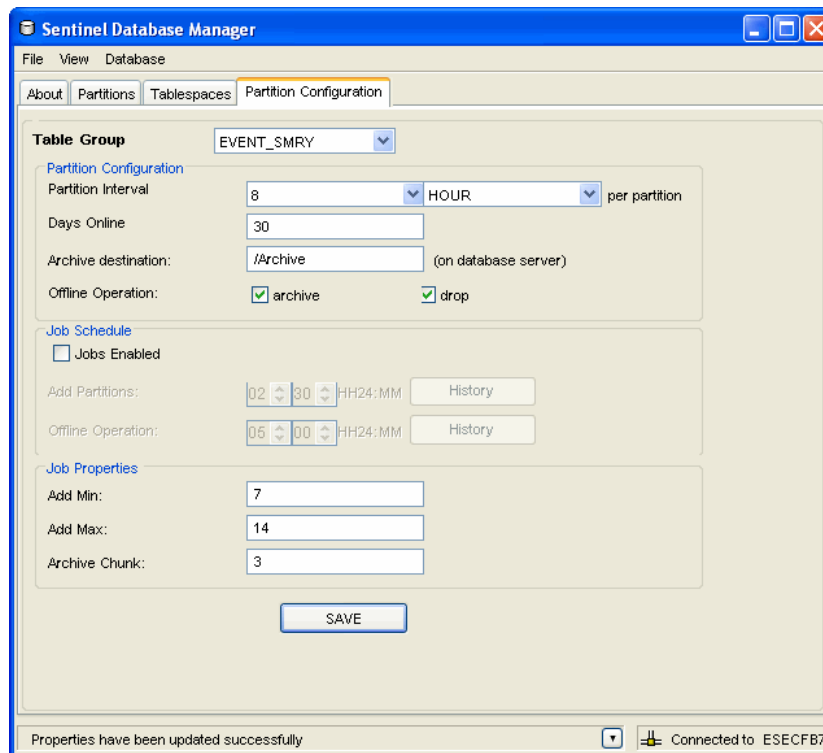 Sentinel Database Manager
File View Database
About Partitions Tablespaces Partition Configuration
Table Group EVENT_SMRY
Partition Configuration
Partition Interval 8 HOUR per partition
Days Online 30
Archive destination: /Archive (on database server)
Offline Operation: archive drop
Job Schedule
Jobs Enabled
Add Partitions: 02 30 HH24:MM History
Offline Operation: 05 00 HH24:MM History
Job Properties
Add Min: 7
Add Max: 14
Archive Chunk: 3
SAVE
Properties have been updated successfully Connected to ESECFB7